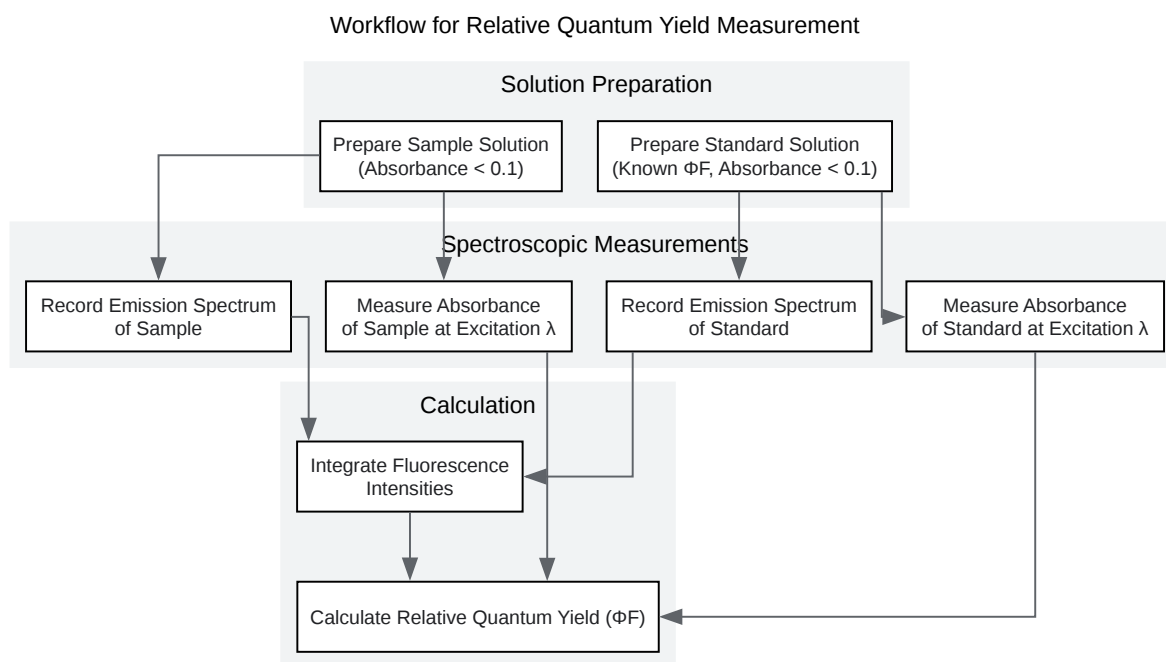 Workflow for Relative Quantum Yield Measurement
Solution Preparation
Prepare Sample Solution
(Absorbance < 0.1)
Prepare Standard Solution
(Known ΦF, Absorbance < 0.1)
Spectroscopic Measurements
Record Emission Spectrum
of Sample
Measure Absorbance
of Sample at Excitation λ
Record Emission Spectrum
of Standard
Measure Absorbance
of Standard at Excitation λ
Calculation
Integrate Fluorescence
Intensities
Calculate Relative Quantum Yield (ΦF)